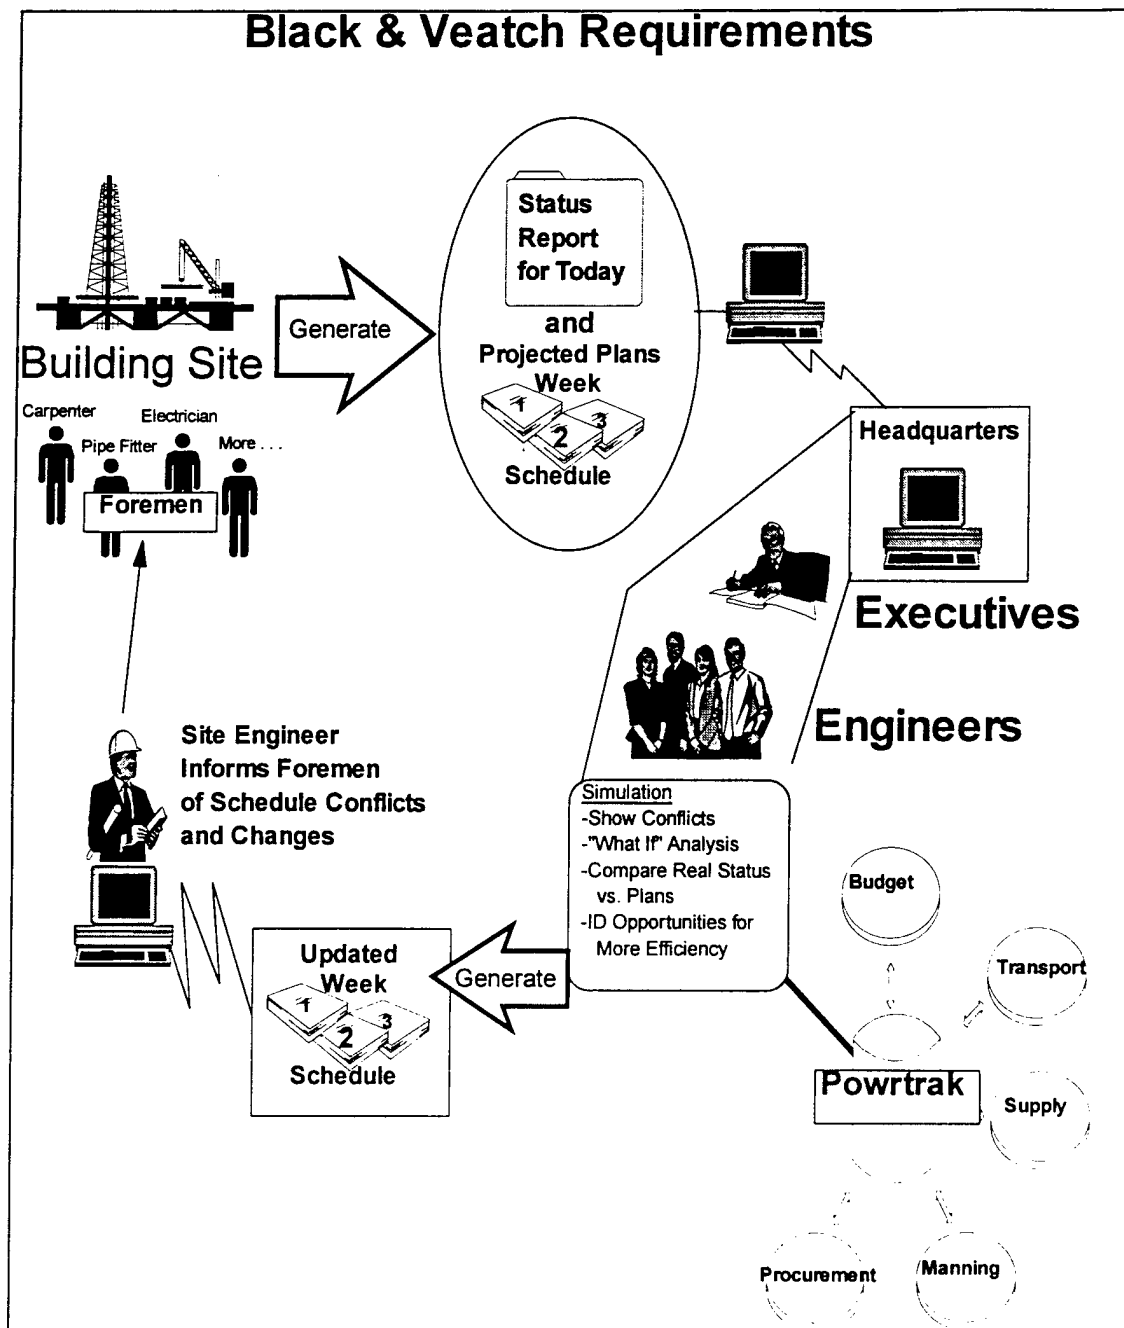 Black & Veatch Requirements
Status
Report
for Today
and
Projected Plans
Week
1
2
3
Schedule
Generate
Building Site
Carpenter
Electrician
Pipe Fitter
More . . .
Foremen
Headquarters
Executives
Engineers
Site Engineer
Informs Foremen
of Schedule Conflicts
and Changes
Simulation
-Show Conflicts
-"What If" Analysis
-Compare Real Status
vs. Plans
-ID Opportunities for
More Efficiency
Generate
Updated
Week
1
2
3
Schedule
Budget
Transport
Powrtrak
Supply
Procurement
Manning